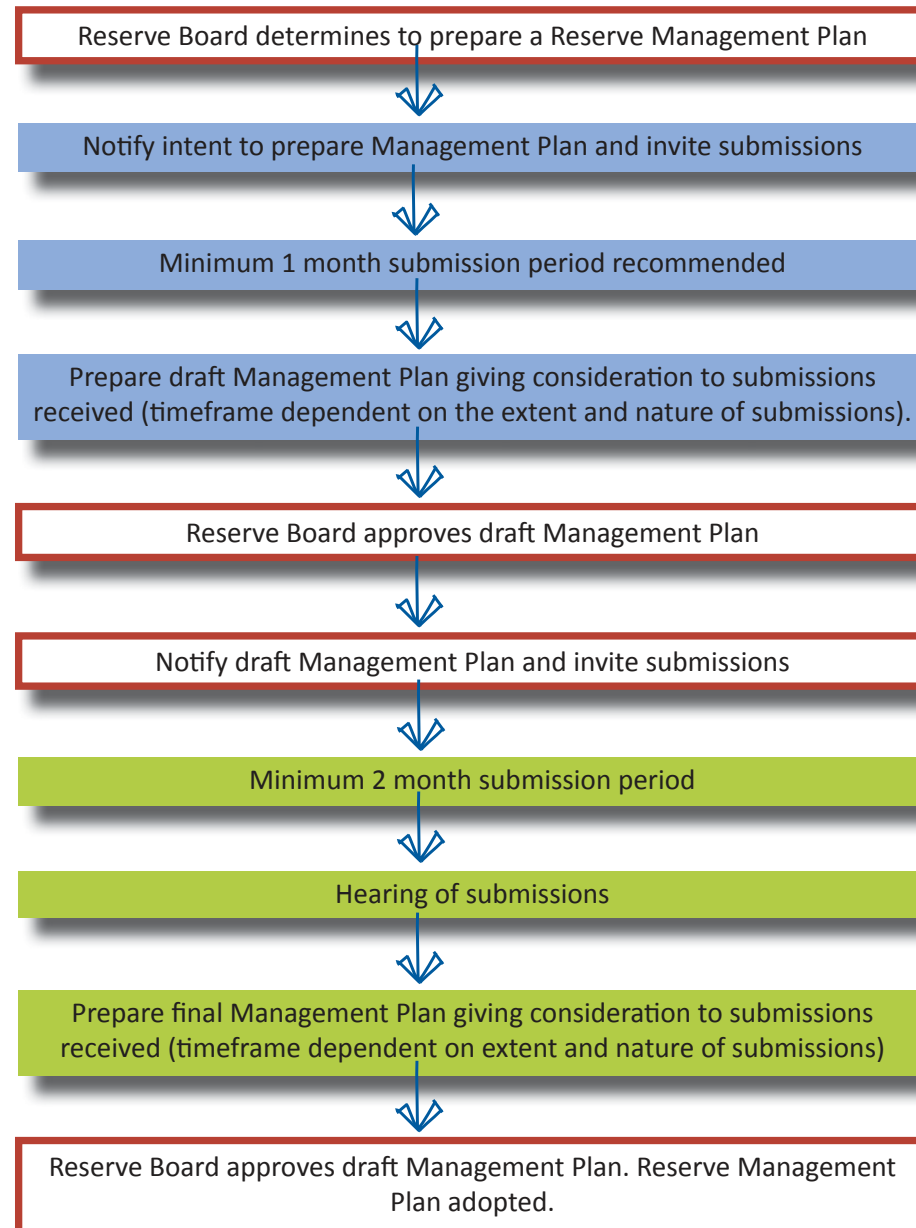 Reserve Board determines to prepare a Reserve Management Plan
Notify intent to prepare Management Plan and invite submissions
Minimum 1 month submission period recommended
Prepare draft Management Plan giving consideration to submissions
received (timeframe dependent on the extent and nature of submissions).
Reserve Board approves draft Management Plan
Notify draft Management Plan and invite submissions
Minimum 2 month submission period
Hearing of submissions
Prepare final Management Plan giving consideration to submissions
received (timeframe dependent on extent and nature of submissions)
Reserve Board approves draft Management Plan. Reserve Management
Plan adopted.